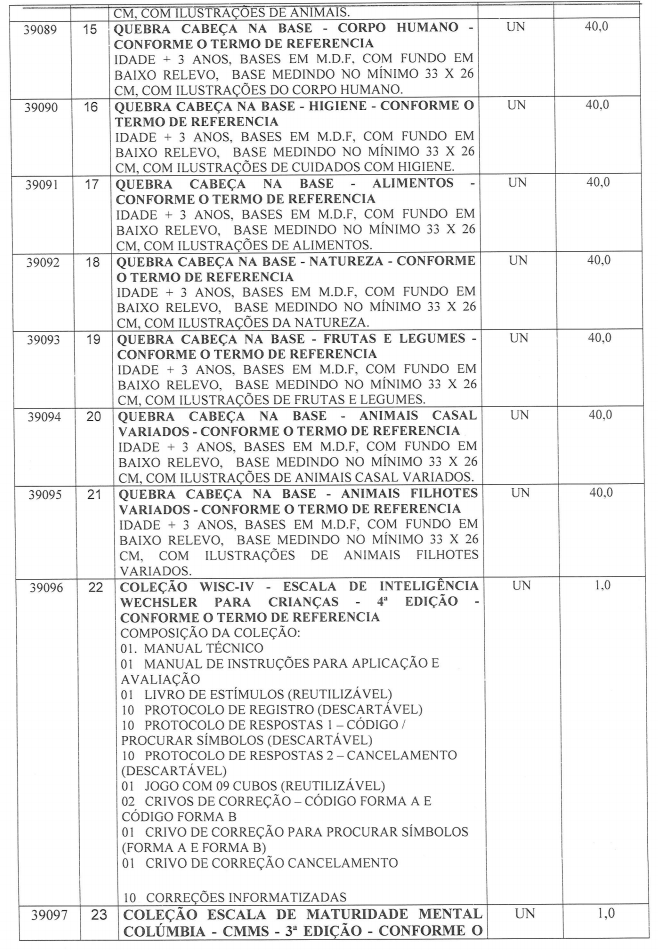 CM, COM ILUSTRAÇÕES DE ANIMAIS.
39089 15 QUEBRA CABEÇA NA BASE - CORPO HUMANO - UN 40,0
CONFORME O TERMO DE REFERENCIA
IDADE + 3 ANOS, BASES EM M.D.F, COM FUNDO EM
BAIXO RELEVO, BASE MEDINDO NO MÍNIMO 33 X 26
CM, COM ILUSTRAÇÕES DO CORPO HUMANO.
39090 16 QUEBRA CABEÇA NA BASE - HIGIENE - CONFORME O UN 40,0
TERMO DE REFERENCIA
IDADE + 3 ANOS, BASES EM M.D.F, COM FUNDO EM
BAIXO RELEVO, BASE MEDINDO NO MÍNIMO 33 X 26
CM, COM ILUSTRAÇÕES DE CUIDADOS COM HIGIENE.
39091 17 QUEBRA CABEÇA NA BASE - ALIMENTOS - UN 40,0
CONFORME O TERMO DE REFERENCIA
IDADE + 3 ANOS, BASES EM M.D.F, COM FUNDO EM
BAIXO RELEVO, BASE MEDINDO NO MÍNIMO 33 X 26
CM, COM ILUSTRAÇÕES DE ALIMENTOS.
39092 18 QUEBRA CABEÇA NA BASE - NATUREZA - CONFORME UN 40,0
O TERMO DE REFERENCIA
IDADE + 3 ANOS, BASES EM M.D.F, COM FUNDO EM
BAIXO RELEVO, BASE MEDINDO NO MÍNIMO 33 X 26
CM, COM ILUSTRAÇÕES DA NATUREZA.
39093 19 QUEBRA CABEÇA NA BASE - FRUTAS E LEGUMES - UN 40,0
CONFORME O TERMO DE REFERENCIA
IDADE + 3 ANOS, BASES EM M.D.F, COM FUNDO EM
BAIXO RELEVO, BASE MEDINDO NO MÍNIMO 33 X 26
CM, COM ILUSTRAÇÕES DE FRUTAS E LEGUMES.
39094 20 QUEBRA CABEÇA NA BASE - ANIMAIS CASAL UN 40,0
VARIADOS - CONFORME O TERMO DE REFERENCIA
IDADE + 3 ANOS, BASES EM M.D.F, COM FUNDO EM
BAIXO RELEVO, BASE MEDINDO NO MÍNIMO 33 X 26
CM, COM ILUSTRAÇÕES DE ANIMAIS CASAL VARIADOS.
39095 21 QUEBRA CABEÇA NA BASE - ANIMAIS FILHOTES UN 40,0
VARIADOS - CONFORME O TERMO DE REFERENCIA
IDADE + 3 ANOS, BASES EM M.D.F, COM FUNDO EM
BAIXO RELEVO, BASE MEDINDO NO MÍNIMO 33 X 26
CM, COM ILUSTRAÇÕES DE ANIMAIS FILHOTES
VARIADOS.
39096 22 COLEÇÃO WISC-IV - ESCALA DE INTELIGÊNCIA UN 1,0
WECHSLER PARA CRIANÇAS - 4ª EDIÇÃO -
CONFORME O TERMO DE REFERENCIA
COMPOSIÇÃO DA COLEÇÃO:
01. MANUAL TÉCNICO
01 MANUAL DE INSTRUÇÕES PARA APLICAÇÃO E
AVALIAÇÃO
01 LIVRO DE ESTÍMULOS (REUTILIZÁVEL)
10 PROTOCOLO DE REGISTRO (DESCARTÁVEL)
10 PROTOCOLO DE RESPOSTAS 1 – CÓDIGO /
PROCURAR SÍMBOLOS (DESCARTÁVEL)
10 PROTOCOLO DE RESPOSTAS 2 – CANCELAMENTO
(DESCARTÁVEL)
01 JOGO COM 09 CUBOS (REUTILIZÁVEL)
02 CRIVOS DE CORREÇÃO – CÓDIGO FORMA A E
CÓDIGO FORMA B
01 CRIVO DE CORREÇÃO PARA PROCURAR SÍMBOLOS
(FORMA A E FORMA B)
01 CRIVO DE CORREÇÃO CANCELAMENTO
10 CORREÇÕES INFORMATIZADAS
39097 23 COLEÇÃO ESCALA DE MATURIDADE MENTAL UN 1,0
COLÚMBIA - CMMS - 3ª EDIÇÃO - CONFORME O